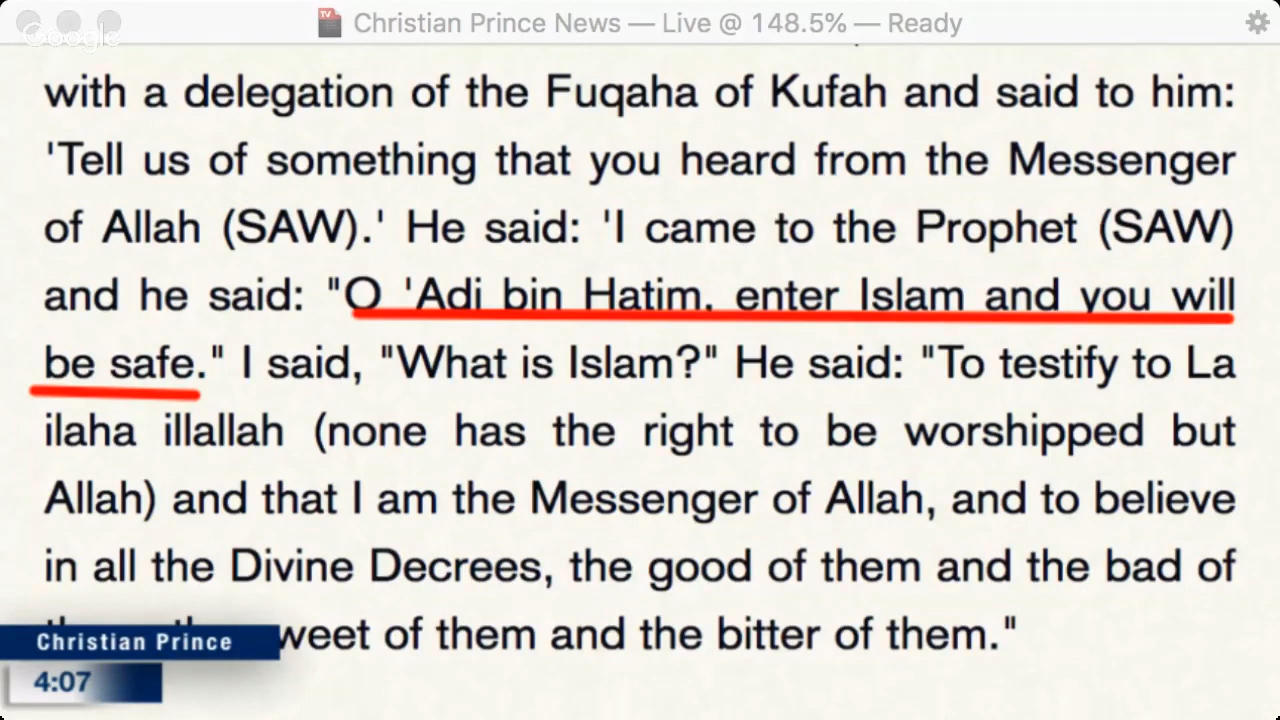 Christian Prince News — Live @ 148.5% — Ready
Google
with a delegation of the Fuqaha of Kufah and said to him:
'Tell us of something that you heard from the Messenger
of Allah (SAW).' He said: 'I came to the Prophet (SAW)
and he said: "O 'Adi bin Hatim, enter Islam and you will
be safe." I said, "What is Islam?" He said: "To testify to La
ilaha illallah (none has the right to be worshipped but
Allah) and that I am the Messenger of Allah, and to believe
in all the Divine Decrees, the good of them and the bad of
of them and the bitter of them."
Christian Prince
4:07